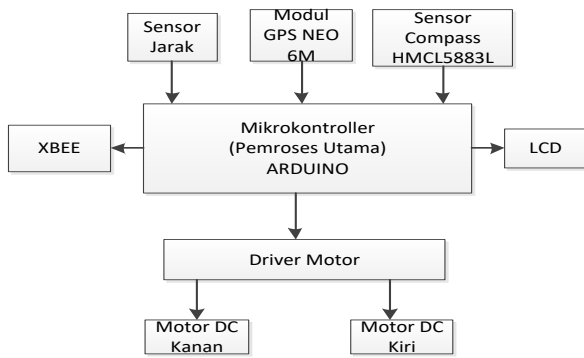 Sensor
Jarak
Modul
GPS NEO
6M
Sensor
Compass
HMCL5883L
XBEE
Mikrokontroller
(Pemroses Utama)
ARDUINO
LCD
Driver Motor
Motor DC
Kanan
Motor DC
Kiri